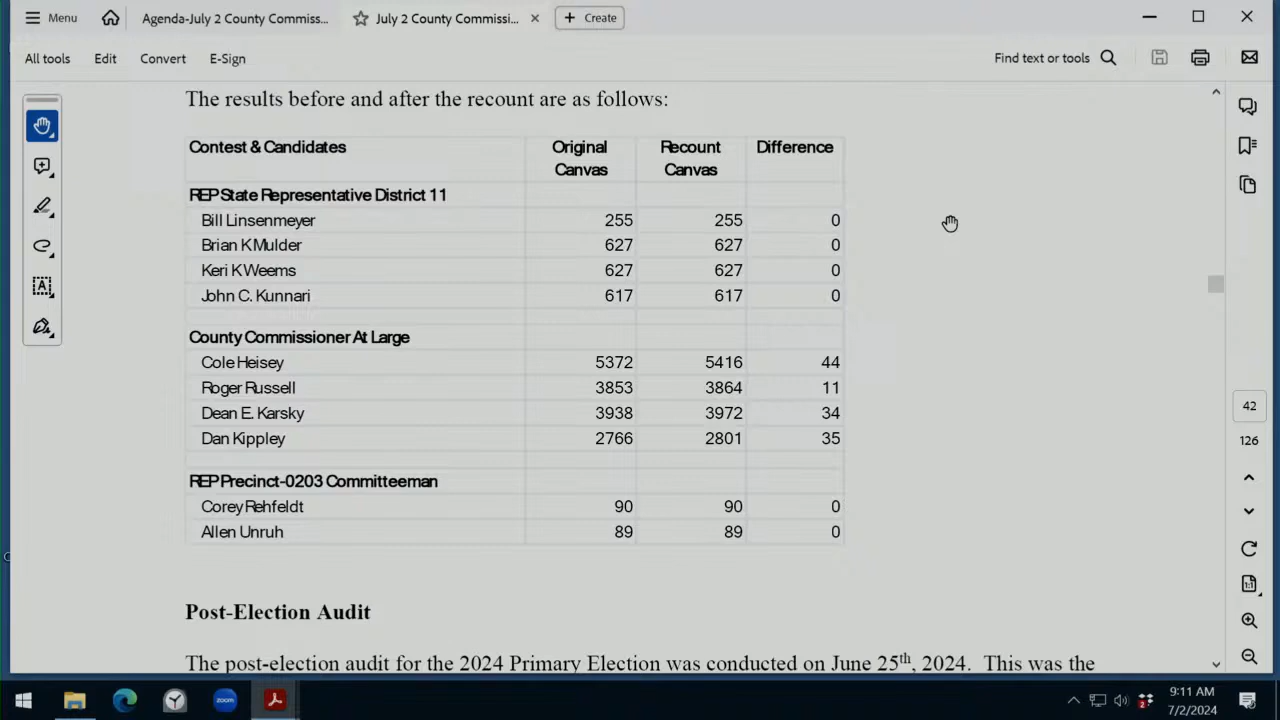 Menu
Agenda-July 2 County Commiss...
July 2 County Commissi...
Create
All tools Edit Convert E-Sign
Find text or tools
The results before and after the recount are as follows:
Contest & Candidates Original Canvas Recount Canvas Difference
REP State Representative District 11
Bill Linsenmeyer 255 255 0
Brian K Mulder 627 627 0
Keri K Weems 627 627 0
John C. Kunnari 617 617 0
County Commissioner At Large
Cole Heisey 5372 5416 44
Roger Russell 3853 3864 11
Dean E. Karsky 3938 3972 34
Dan Kippley 2766 2801 35
REP Precinct-0203 Committeeman
Corey Rehfeldt 90 90 0
Allen Unruh 89 89 0
42
126
Post-Election Audit
The post-election audit for the 2024 Primary Election was conducted on June 25th, 2024. This was the
zoom
9:11 AM
7/2/2024